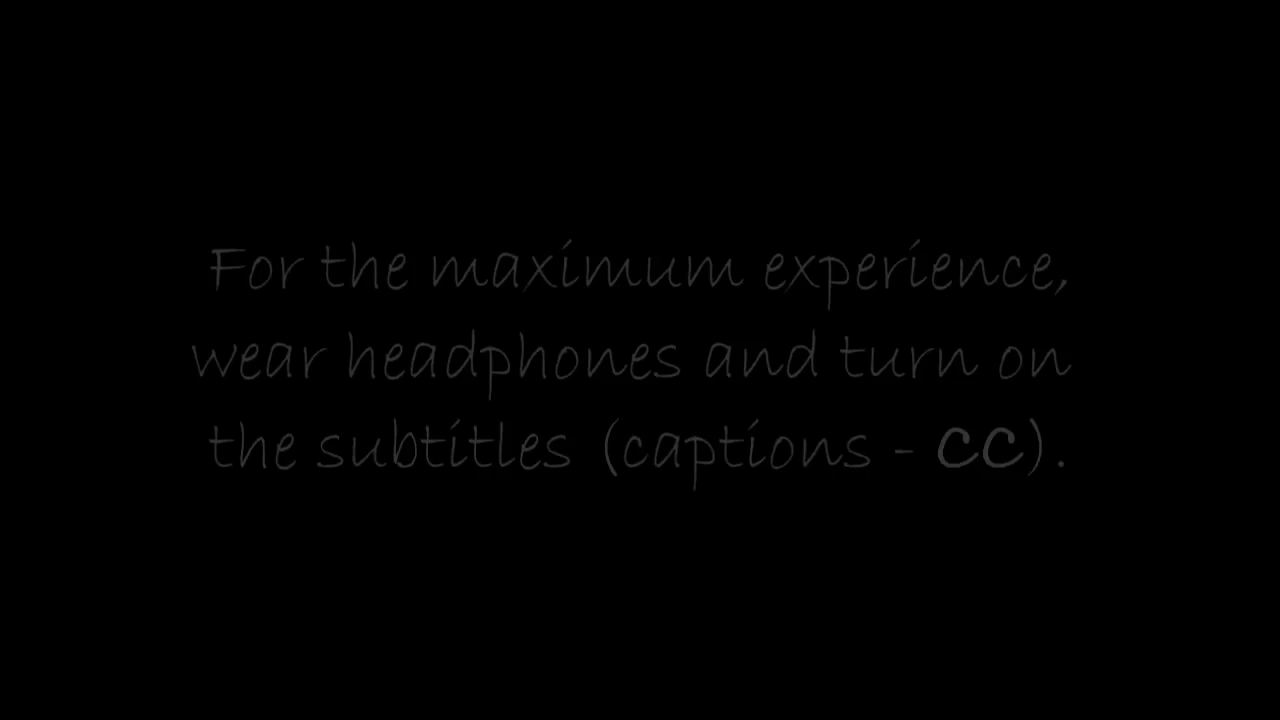 For the maximum experience,
wear headphones and turn on
the subtitles (captions - CC).